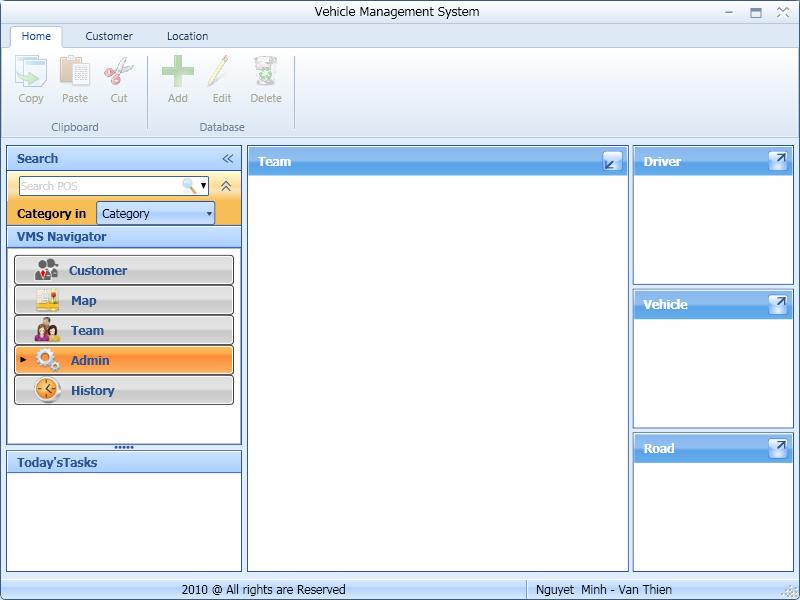 Vehicle Management System
Home Customer Location
Copy Paste Cut Add Edit Delete
Clipboard Database
Search
Search POS
Category in Category
VMS Navigator
Customer
Map
Team
Admin
History
Today'sTasks
Team
Driver
Vehicle
Road
2010 @ All rights are Reserved
Nguyet Minh - Van Thien